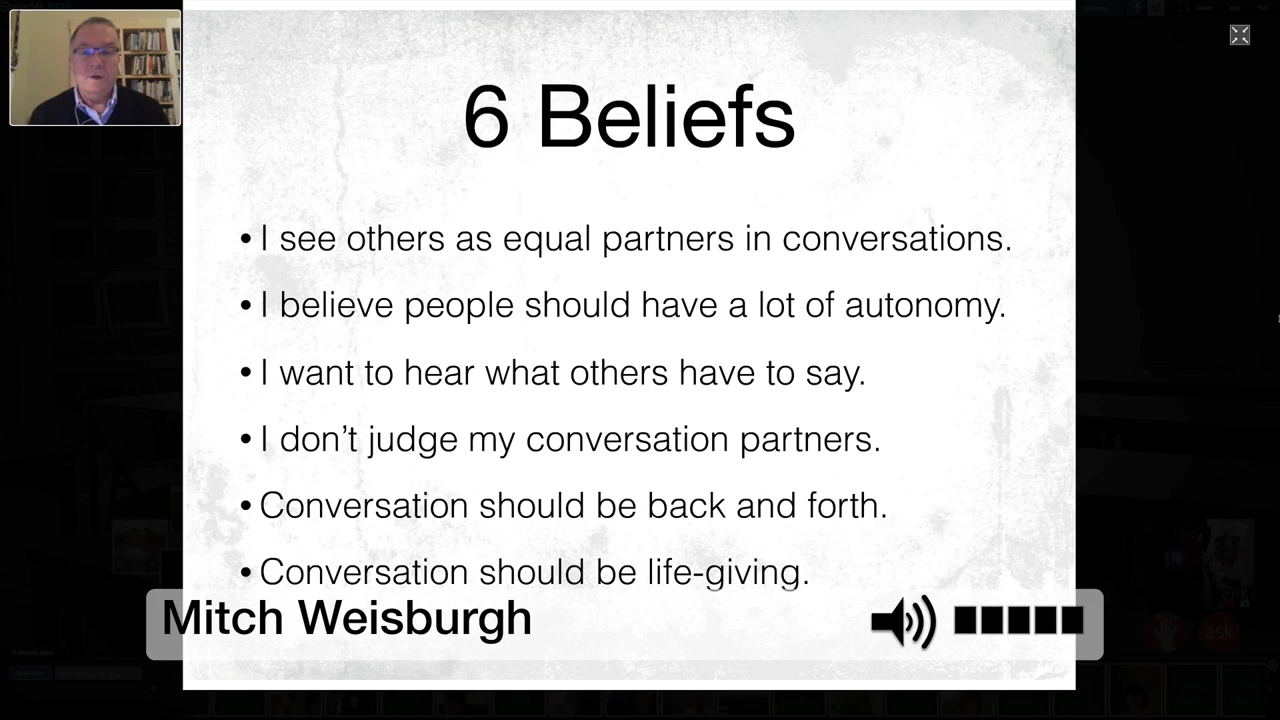 6 Beliefs
• I see others as equal partners in conversations.
• I believe people should have a lot of autonomy.
• I want to hear what others have to say.
• I don’t judge my conversation partners.
• Conversation should be back and forth.
• Conversation should be life-giving.
Mitch Weisburgh
ask